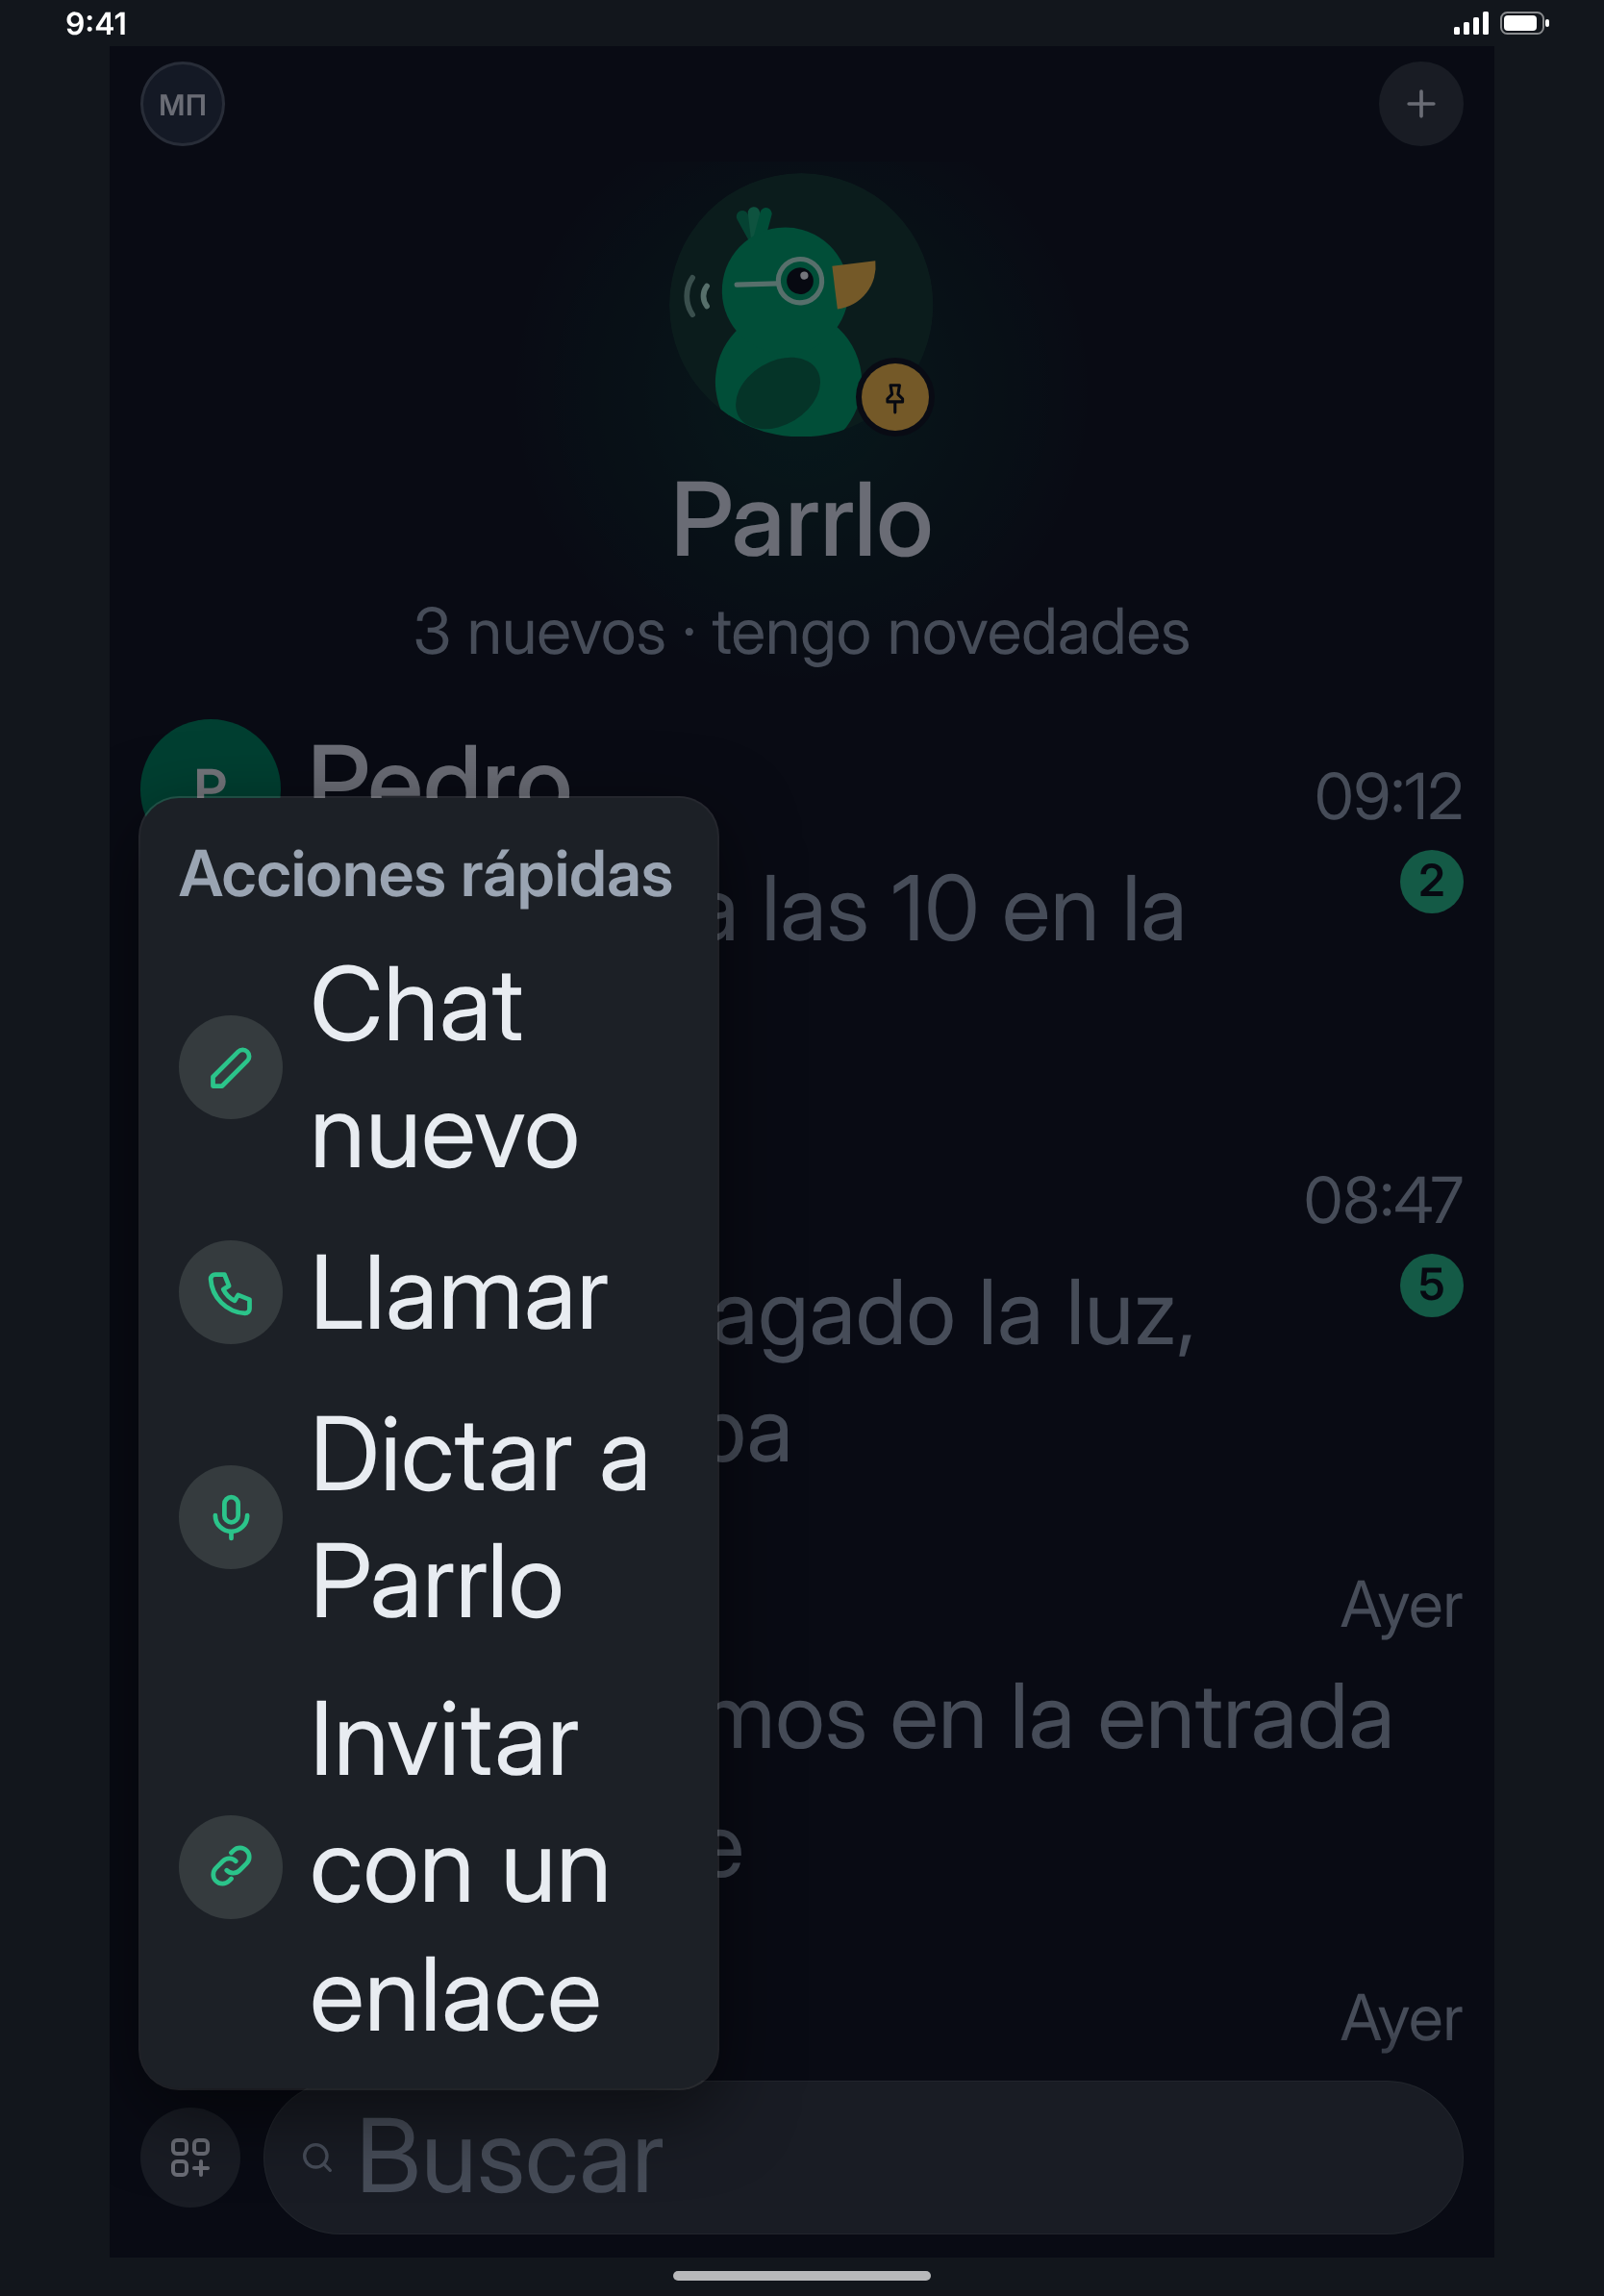 9:41
МП
Parrlo
3 nuevos · tengo novedades
P Pedro
09:12
Acciones rápidas
2
las 10 en la
Chat
nuevo
08:47
Llamar
5
la luz,
Dictar a
Parrlo
Ayer
Invitar
en la entrada
con un
enlace
Ayer
Buscar